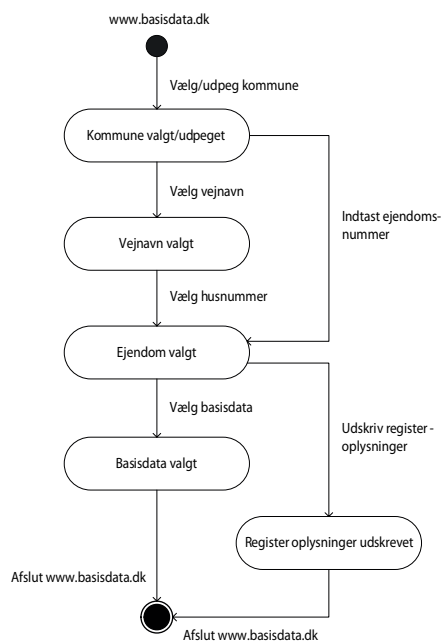 www.basisdata.dk
Vælg/udpeg kommune
Kommune valgt/udpeget
Vælg vejnavn
Indtast ejendoms-
nummer
Vejnavn valgt
Vælg husnummer
Ejendom valgt
Vælg basisdata
Udskriv register-
oplysninger
Basisdata valgt
Register oplysninger udskrevet
Afslut www.basisdata.dk
Afslut www.basisdata.dk